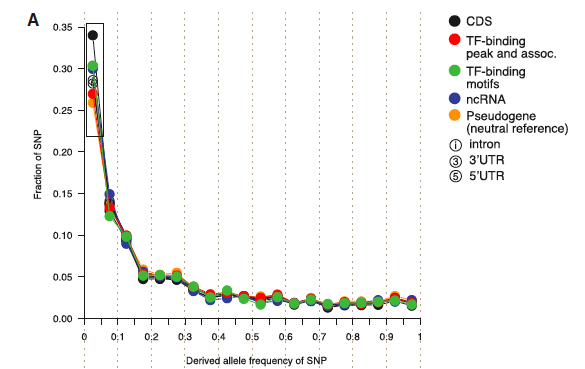 A
0.35
0.30
0.25
0.20
0.15
0.10
0.05
0.00
Fraction of SNP
0
0.1
0.2
0.3
0.4
0.5
0.6
0.7
0.8
0.9
1
Derived allele frequency of SNP
CDS
TF-binding
peak and assoc.
TF-binding
motifs
ncRNA
Pseudogene
(neutral reference)
i intron
3 3'UTR
5 5'UTR